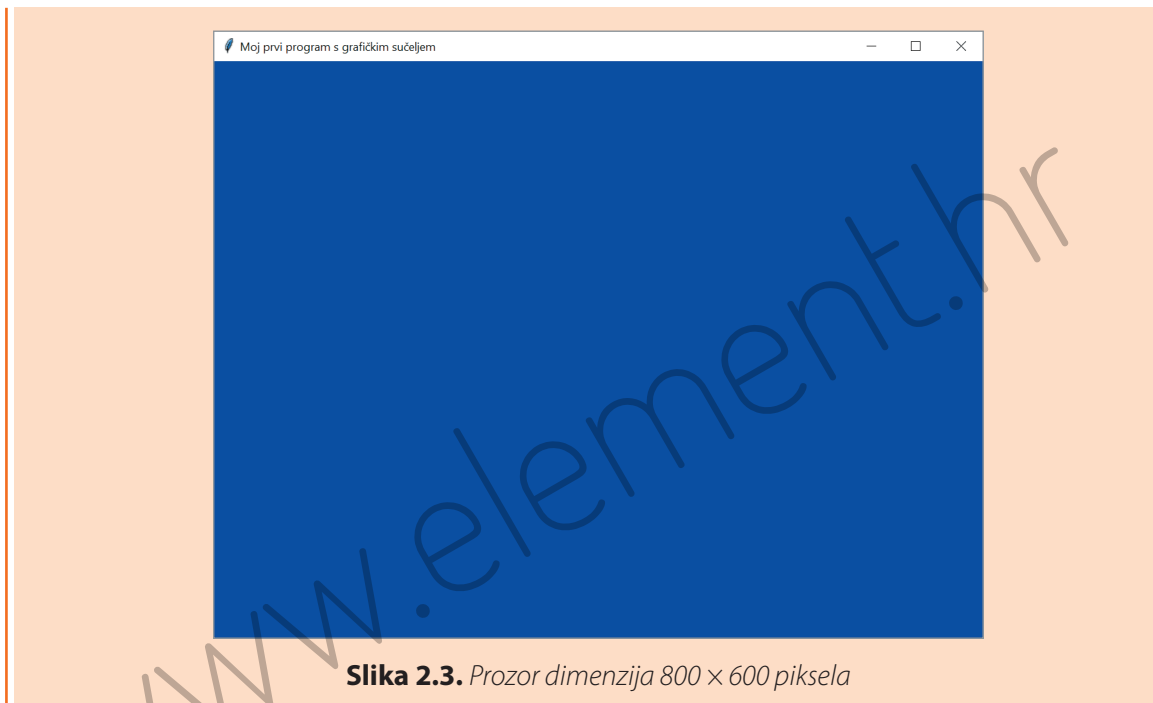 Moj prvi program s grafičkim sučeljem
www.element.hr
Slika 2.3. Prozor dimenzija 800 × 600 piksela